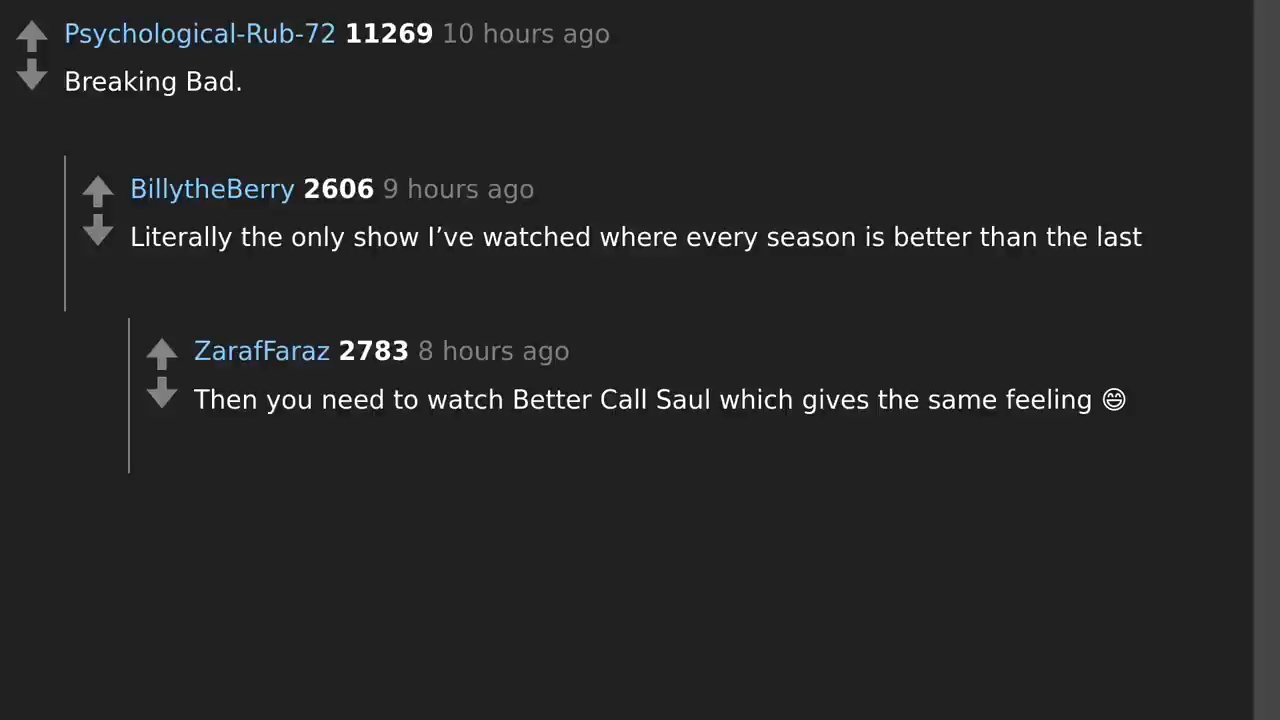 Psychological-Rub-72 11269 10 hours ago
Breaking Bad.
BillytheBerry 2606 9 hours ago
Literally the only show I’ve watched where every season is better than the last
ZarafFaraz 2783 8 hours ago
Then you need to watch Better Call Saul which gives the same feeling 😄